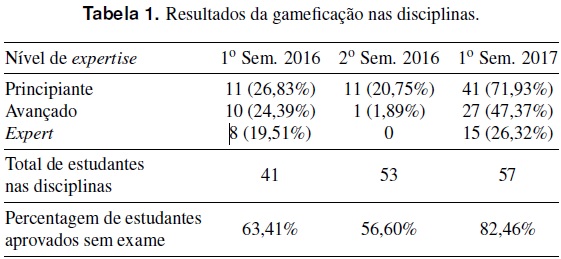 Tabela 1. Resultados da gameficação nas disciplinas.
Nível de expertise 1º Sem. 2016 2º Sem. 2016 1º Sem. 2017
Principiante 11 (26,83%) 11 (20,75%) 41 (71,93%)
Avançado 10 (24,39%) 1 (1,89%) 27 (47,37%)
Expert 8 (19,51%) 0 15 (26,32%)
Total de estudantes
nas disciplinas 41 53 57
Percentagem de estudantes
aprovados sem exame 63,41% 56,60% 82,46%